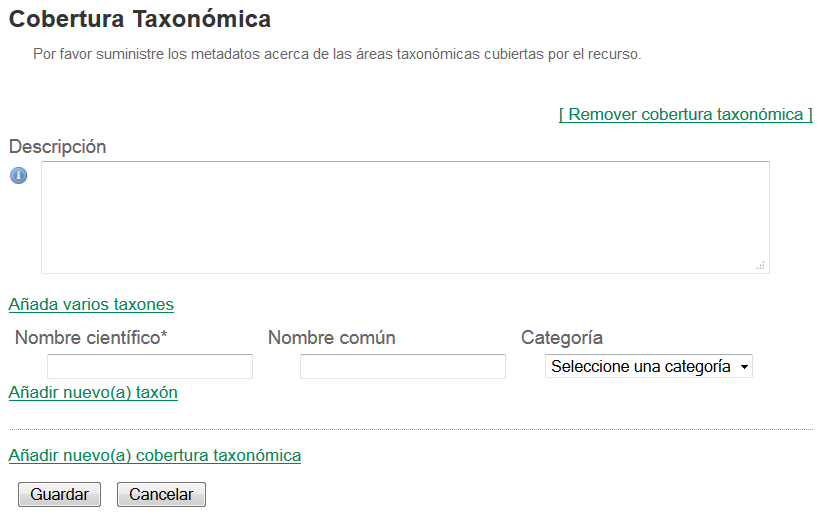 Cobertura Taxonómica
Por favor suministre los metadatos acerca de las áreas taxonómicas cubiertas por el recurso.
[ Remover cobertura taxonómica ]
Descripción
Añada varios taxones
Nombre científico* Nombre común Categoría
Seleccione una categoría
Añadir nuevo(a) taxón
Añadir nuevo(a) cobertura taxonómica
Guardar Cancelar